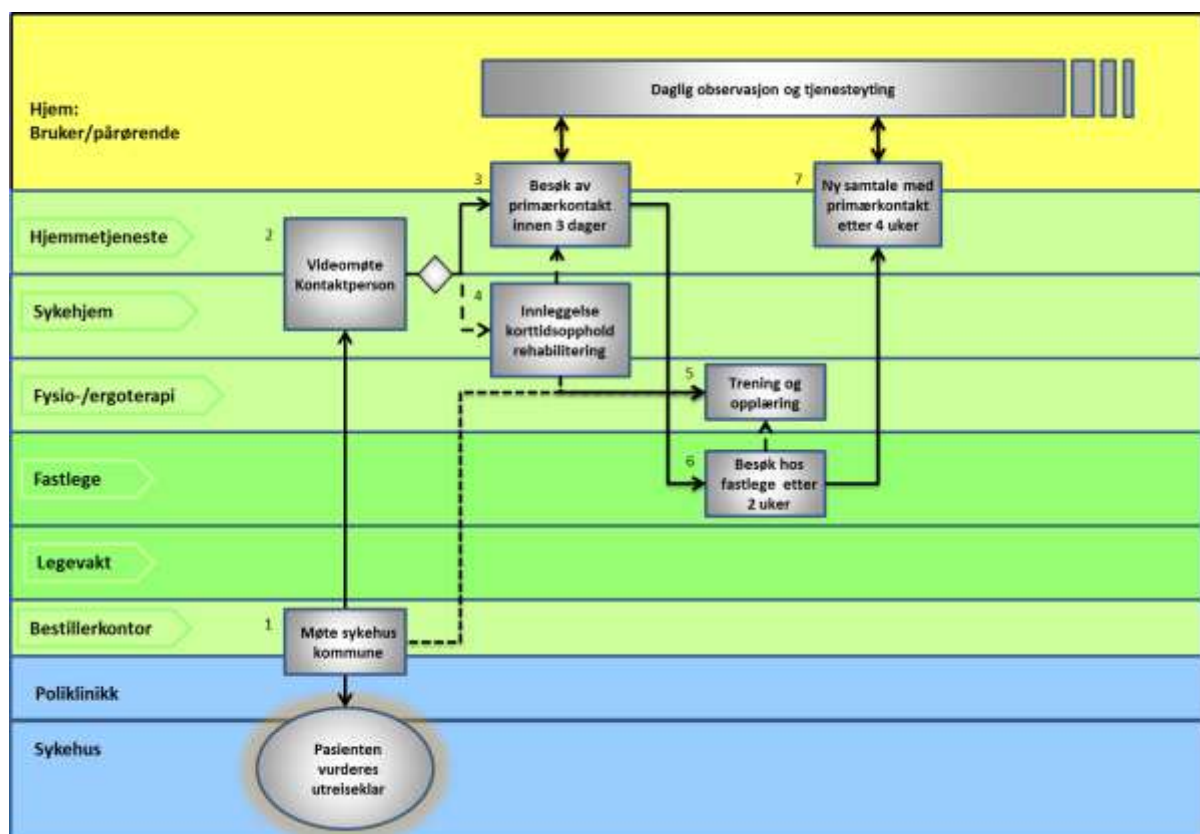 Daglig observasjon og tjenesteyting
Hjem:
Bruker/pårørende
3
Besøk av
primærkontakt
innen 3 dager
7
Ny samtale med
primærkontakt
etter 4 uker
Hjemmetjeneste
2
Videomøte
Kontaktperson
Sykehjem
4
Innleggelse
korttidsopphold
rehabilitering
Fysio-/ergoterapi
5
Trening og
opplæring
Fastlege
6
Besøk hos
fastlege etter
2 uker
Legevakt
Bestillerkontor
1
Møte sykehus
kommune
Poliklinikk
Sykehus
Pasienten
vurderes
utreiseklar